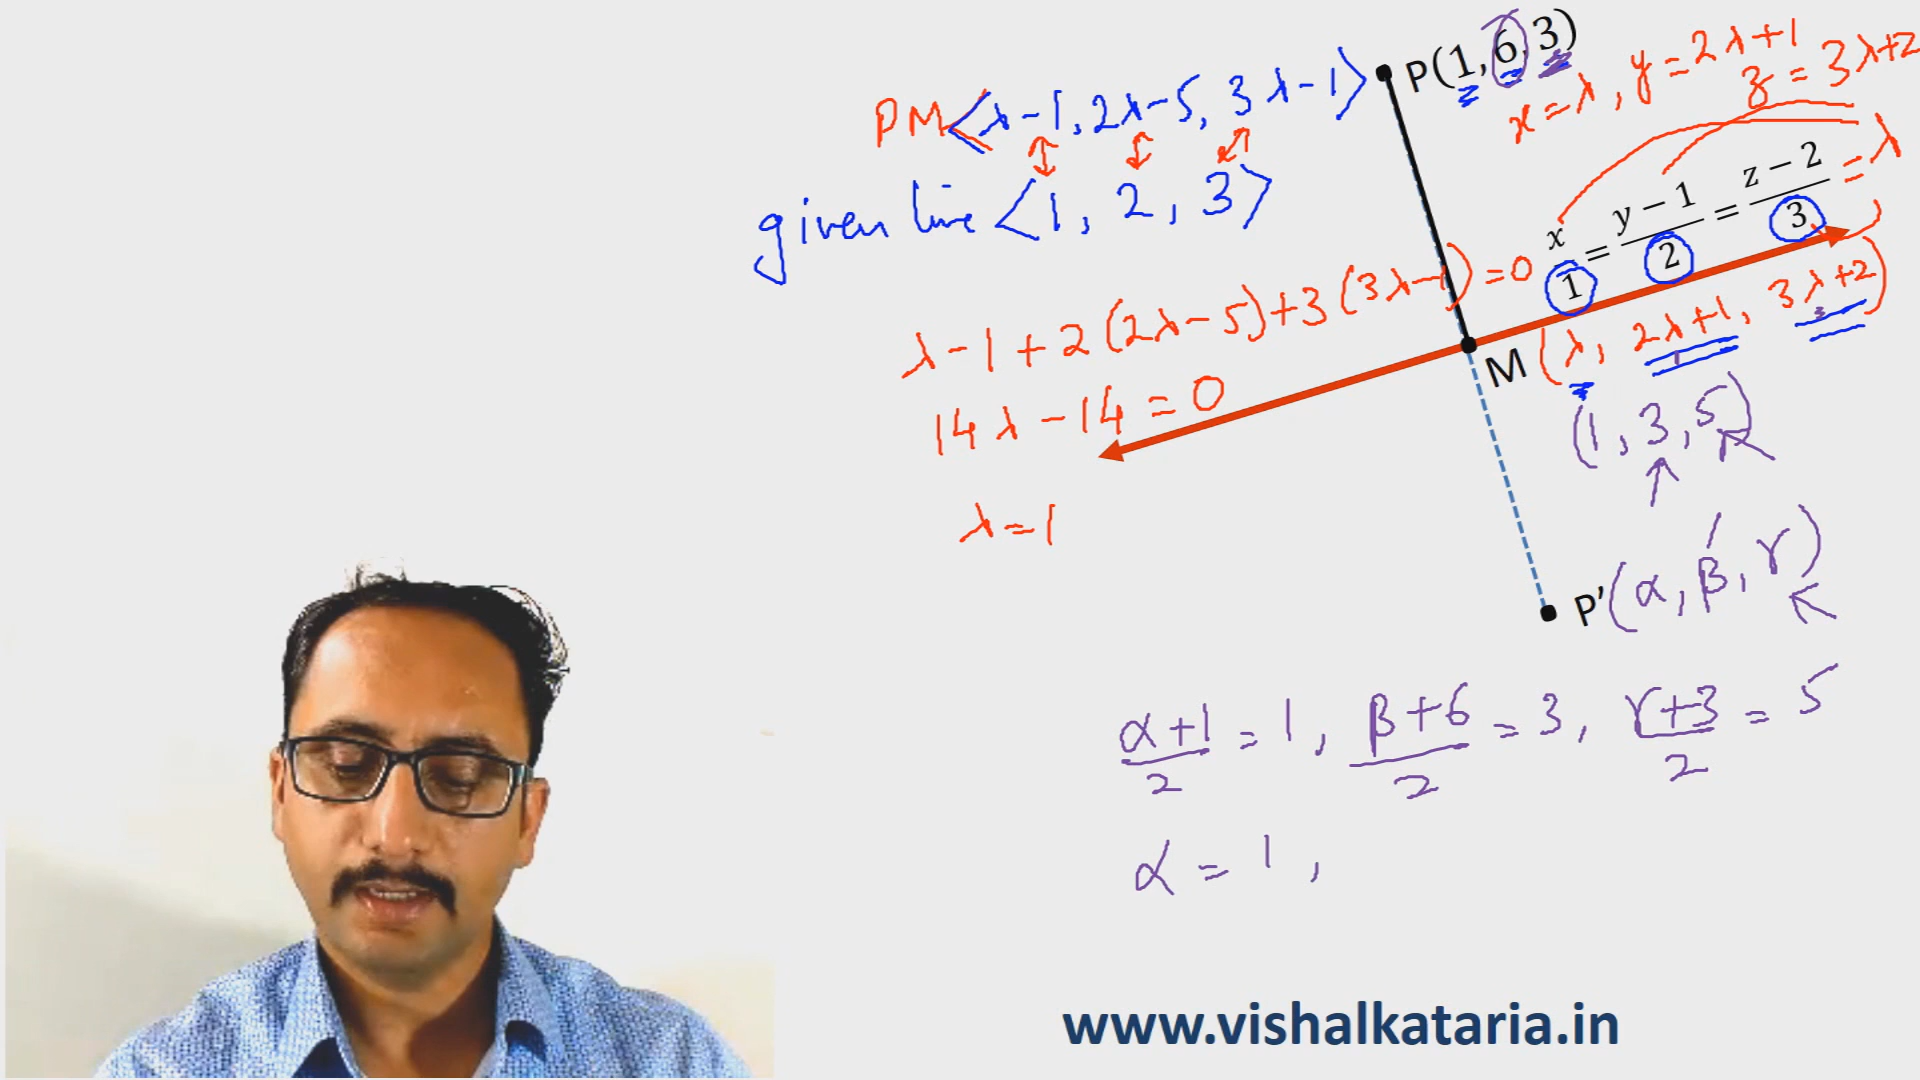 P(1, 6, 3)
x = λ, y = 2λ+1
z = 3λ+2
PM <λ-1, 2λ-5, 3λ-1>
given line <1, 2, 3>
x/1 = y − 1/2 = z − 2/3 = λ
λ-1 + 2(2λ-5) + 3(3λ-1) = 0
M (λ, 2λ+1, 3λ+2)
14λ - 14 = 0
(1, 3, 5)
λ = 1
P'(α, β, γ)
α+1/2 = 1, β+6/2 = 3, γ+3/2 = 5
α = 1,
www.vishalkataria.in